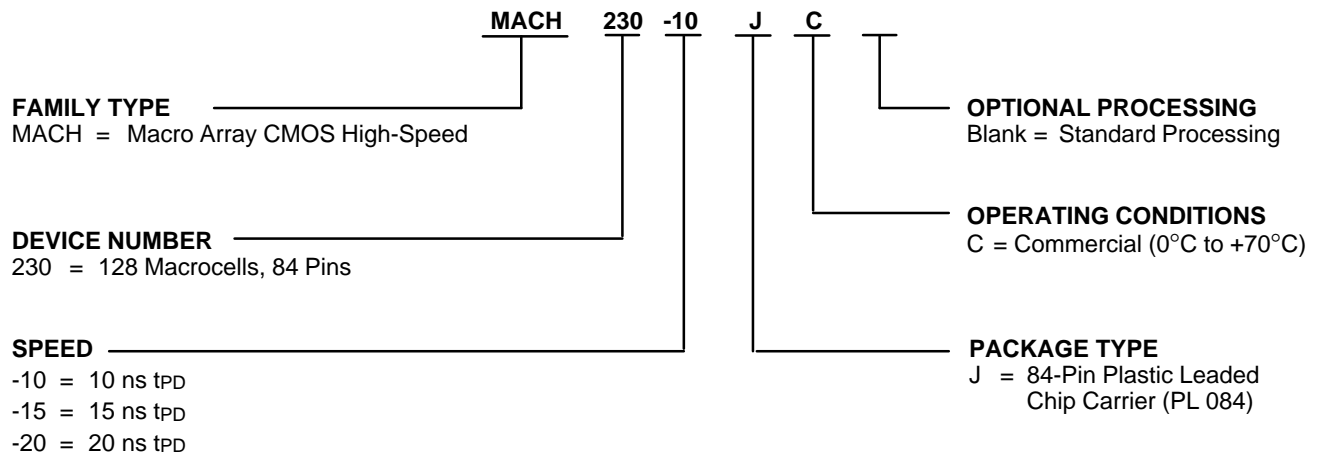 MACH 230 -10 J C
FAMILY TYPE
MACH = Macro Array CMOS High-Speed
DEVICE NUMBER
230 = 128 Macrocells, 84 Pins
SPEED
-10 = 10 ns tPD
-15 = 15 ns tPD
-20 = 20 ns tPD
OPTIONAL PROCESSING
Blank = Standard Processing
OPERATING CONDITIONS
C = Commercial (0°C to +70°C)
PACKAGE TYPE
J = 84-Pin Plastic Leaded
Chip Carrier (PL 084)